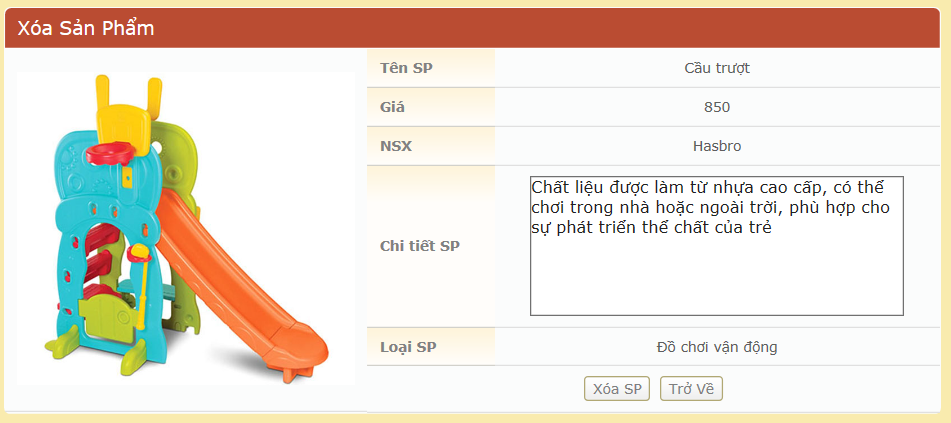 Xóa Sản Phẩm
Tên SP Cầu trượt
Giá 850
NSX Hasbro
Chi tiết SP
Chất liệu được làm từ nhựa cao cấp, có thể
chơi trong nhà hoặc ngoài trời, phù hợp cho
sự phát triển thể chất của trẻ
Loại SP Đồ chơi vận động
Xóa SP Trở Về